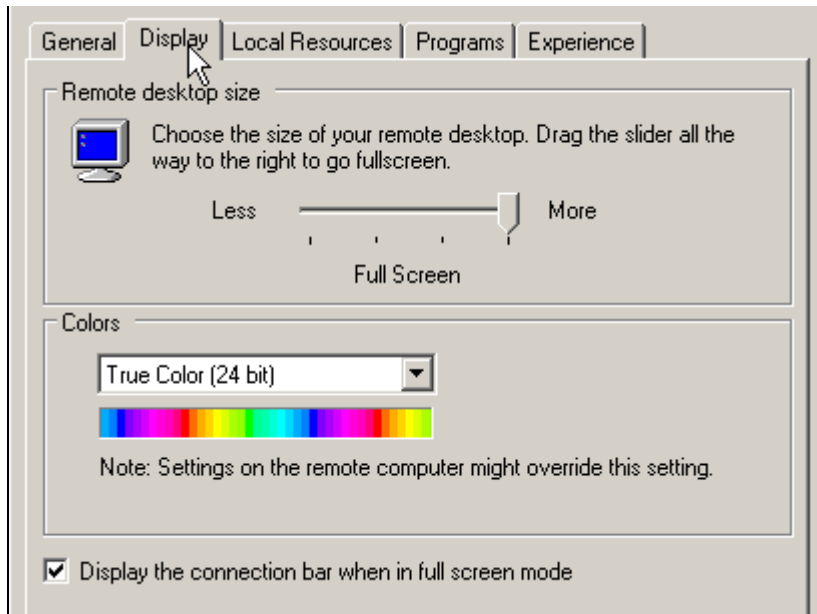 General Display Local Resources Programs Experience
Remote desktop size
Choose the size of your remote desktop. Drag the slider all the
way to the right to go fullscreen.
Less More
Full Screen
Colors
True Color (24 bit)
Note: Settings on the remote computer might override this setting.
Display the connection bar when in full screen mode